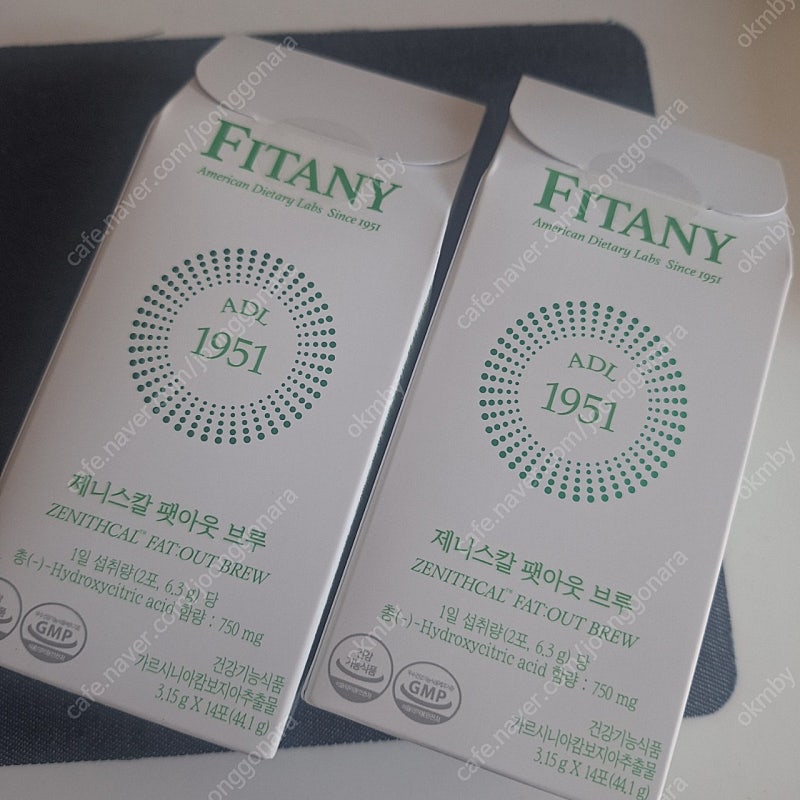 FITANY
American Dietary Labs Since 1951
ADL
1951
제니스칼 팻아웃 브루
ZENITHCAL™ FAT-OUT BREW
1일 섭취량(2포, 6.3 g) 당
총(-)-Hydroxycitric acid 함량 : 750 mg
GMP
건강기능식품
가르시니아캄보지아추출물
3.15 g X 14포(44.1 g)
FITANY
American Dietary Labs Since 1951
ADL
1951
제니스칼 팻아웃 브루
ZENITHCAL™ FAT-OUT BREW
1일 섭취량(2포, 6.3 g) 당
총(-)-Hydroxycitric acid 함량 : 750 mg
건강
기능식품
GMP
건강기능식품
가르시니아캄보지아추출물
3.15 g X 14포(44.1 g)
cafe.naver.com/joonggonara
okmby